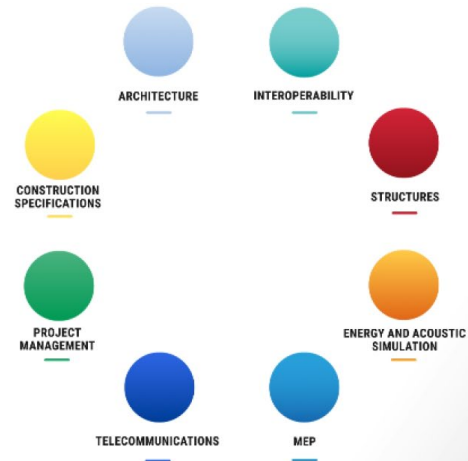 ARCHITECTURE
INTEROPERABILITY
CONSTRUCTION
SPECIFICATIONS
STRUCTURES
PROJECT
MANAGEMENT
ENERGY AND ACOUSTIC
SIMULATION
TELECOMMUNICATIONS
MEP